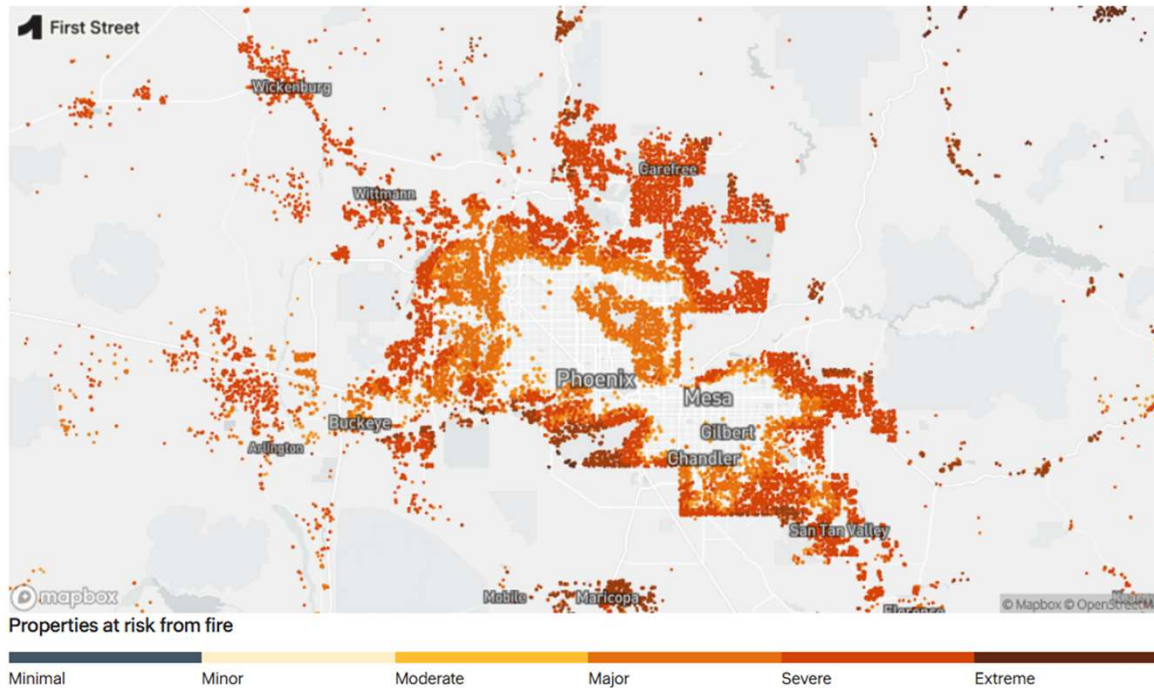 First Street
Wickenburg
Carefree
Wittmann
Phoenix
Mesa
Buckeye
Gilbert
Arlington
Chandler
San Tan Valley
Mobile
Maricopa
Florence
mapbox
© Mapbox © OpenStreetM
Properties at risk from fire
Minimal
Minor
Moderate
Major
Severe
Extreme